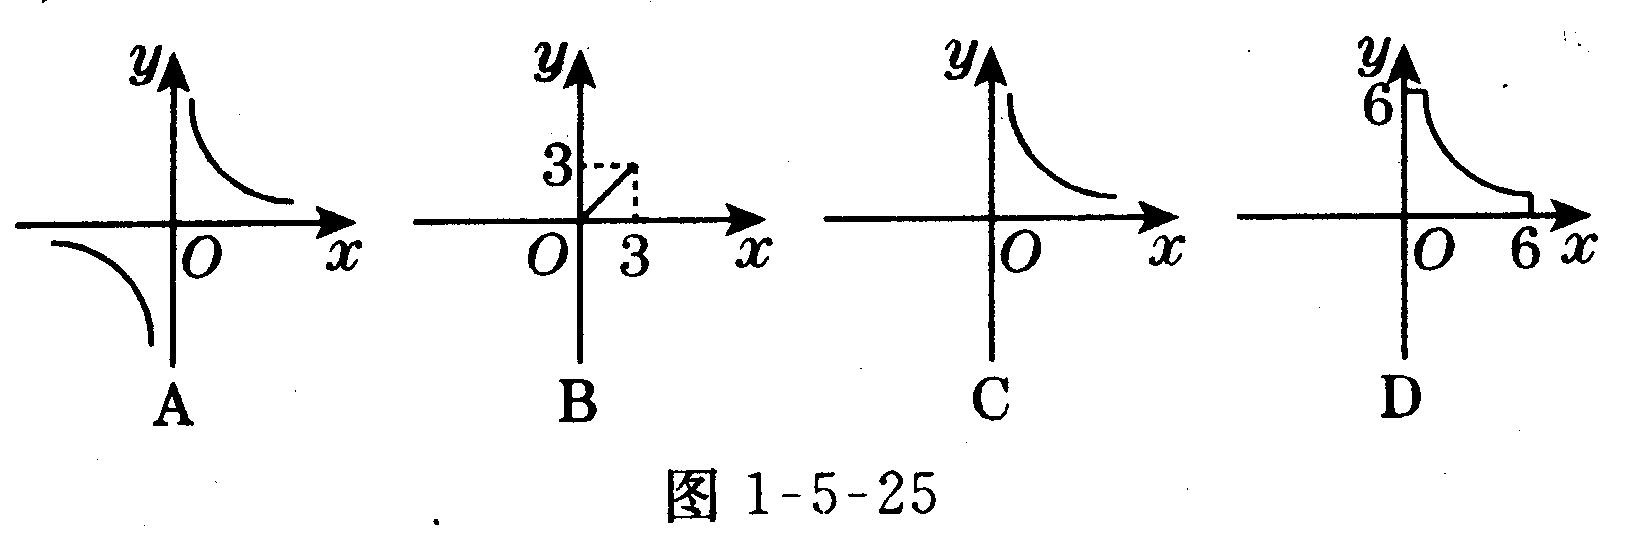 y y y y
6
3
O x O 3 x O x O 6 x
A B C D
图 1-5-25